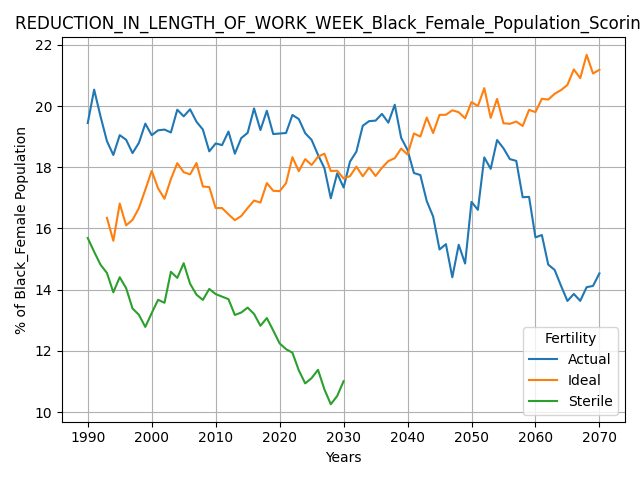 REDUCTION_IN_LENGTH_OF_WORK_WEEK_Black_Female_Population_Scorin
% of Black_Female Population
22
20
18
16
14
12
10
Fertility
Actual
Ideal
Sterile
1990 2000 2010 2020 2030 2040 2050 2060 2070
Years